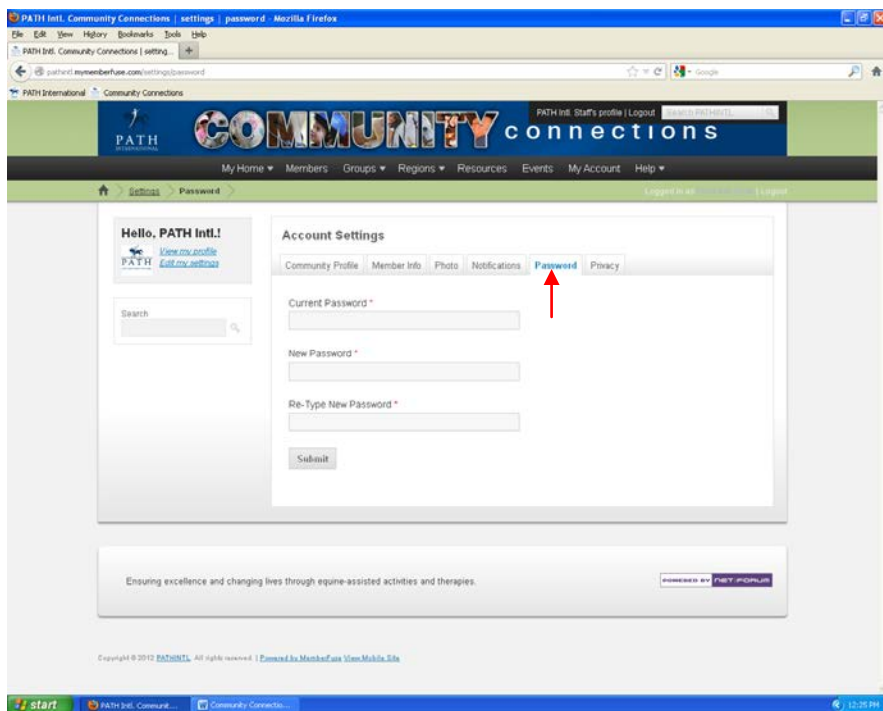 PATH Intl. Community Connections | settings | password - Mozilla Firefox
File Edit View History Bookmarks Tools Help
PATH Intl. Community Connections | setting...
pathintl.mymemberfuse.com/settings/password
Google
PATH International Community Connections
PATH
INTERNATIONAL
COMMUNITY connections
PATH Intl. Staff's profile | Logout Search PATHINTL
My Home Members Groups Regions Resources Events My Account Help
Settings Password
Logged in as | Logout
Hello, PATH Intl.!
View my profile
Edit my settings
PATH
Search
Account Settings
Community Profile Member Info Photo Notifications Password Privacy
Current Password *
New Password *
Re-Type New Password *
Submit
Ensuring excellence and changing lives through equine-assisted activities and therapies.
POWERED BY NET-FORUM
Copyright © 2012 PATHINTL. All rights reserved. | Powered by MemberFuse View Mobile Site
start PATH Intl. Communit... Community Connectio... 12:25 PM